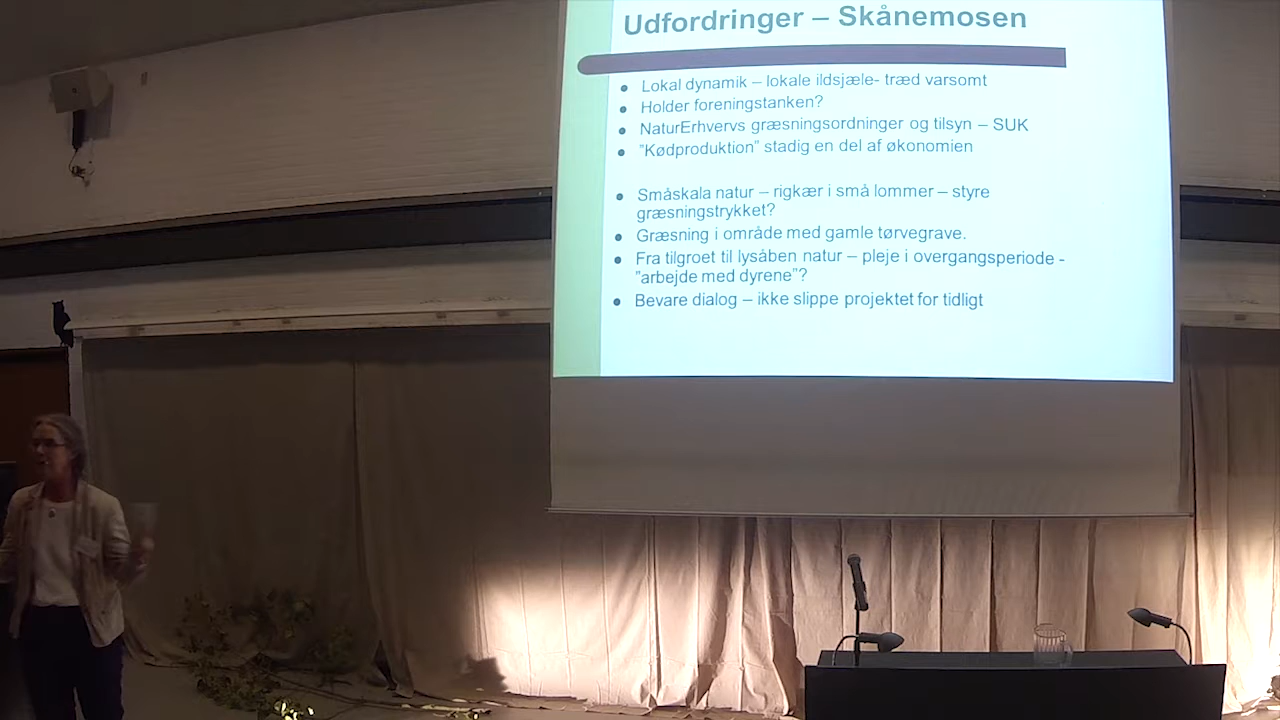 Udfordringer – Skånemosen
Lokal dynamik – lokale ildsjæle- træd varsomt
Holder foreningstanken?
NaturErhvervs græsningsordninger og tilsyn – SUK
"Kødproduktion" stadig en del af økonomien
Småskala natur – rigkær i små lommer – styre
græsningstrykket?
Græsning i område med gamle tørvegrave.
Fra tilgroet til lysåben natur – pleje i overgangsperiode -
"arbejde med dyrene"?
Bevare dialog – ikke slippe projektet for tidligt